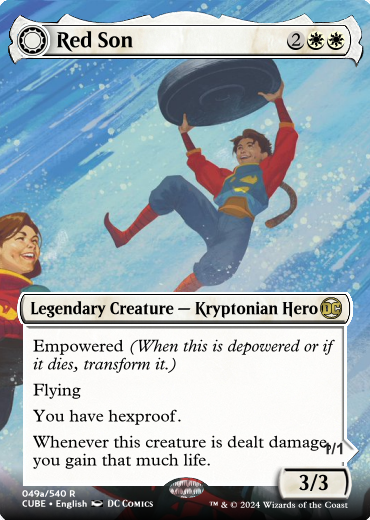 Red Son 2
Legendary Creature — Kryptonian Hero DC
Empowered (When this is depowered or if
it dies, transform it.)
Flying
You have hexproof.
Whenever this creature is dealt damage,
you gain that much life.
1/1
3/3
049a/540 R
CUBE • English DC COMICS
™ & © 2024 Wizards of the Coast